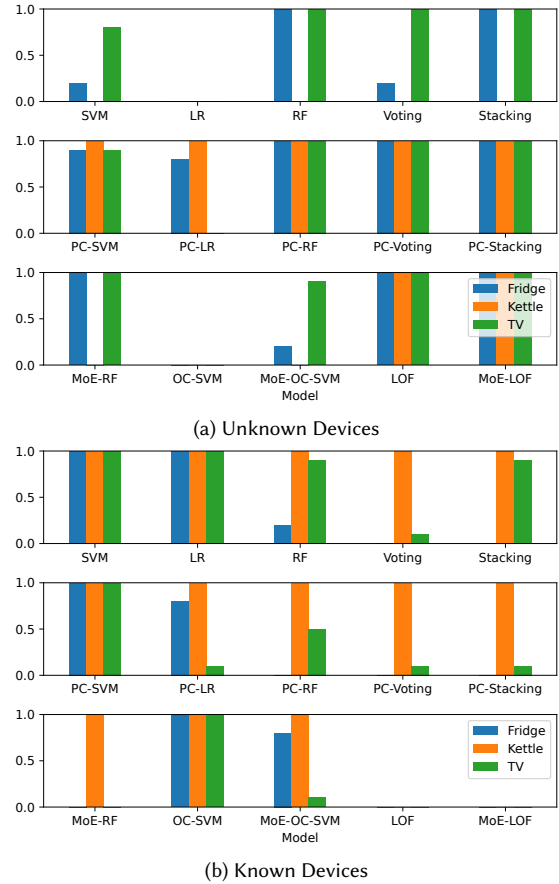 1.0
0.5
0.0
SVM LR RF Voting Stacking
1.0
0.5
0.0
PC-SVM PC-LR PC-RF PC-Voting PC-Stacking
1.0
0.5
0.0
Fridge
Kettle
TV
MoE-RF OC-SVM MoE-OC-SVM LOF MoE-LOF
Model
(a) Unknown Devices
1.0
0.5
0.0
SVM LR RF Voting Stacking
1.0
0.5
0.0
PC-SVM PC-LR PC-RF PC-Voting PC-Stacking
1.0
0.5
0.0
Fridge
Kettle
TV
MoE-RF OC-SVM MoE-OC-SVM LOF MoE-LOF
Model
(b) Known Devices